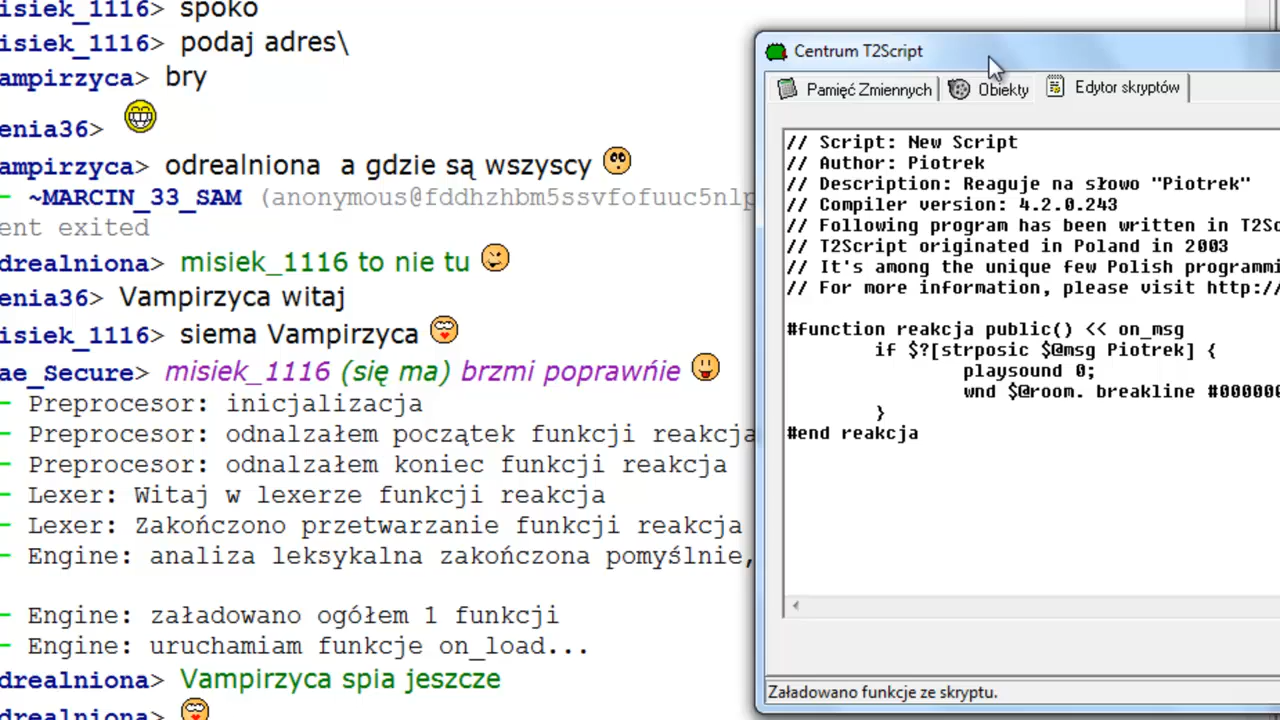 isiek_1116> spoko
isiek_1116> podaj adres\
ampirzyca> bry
enia36>
ampirzyca> odrealniona a gdzie są wszyscy
– ~MARCIN_33_SAM (anonymous@fddhzhbm5ssvfofuuc5nlp
ent exited
drealniona> misiek_1116 to nie tu
enia36> Vampirzyca witaj
isiek_1116> siema Vampirzyca
ae_Secure> misiek_1116 (się ma) brzmi poprawńie
– Preprocesor: inicjalizacja
– Preprocesor: odnalzałem początek funkcji reakcja
– Preprocesor: odnalzałem koniec funkcji reakcja
– Lexer: Witaj w lexerze funkcji reakcja
– Lexer: Zakończono przetwarzanie funkcji reakcja
– Engine: analiza leksykalna zakończona pomyślnie,
– Engine: załadowano ogółem 1 funkcji
– Engine: uruchamiam funkcje on_load...
drealniona> Vampirzyca spia jeszcze
drealniona>
Centrum T2Script
Pamięć Zmiennych Obiekty Edytor skryptów
// Script: New Script
// Author: Piotrek
// Description: Reaguje na słowo "Piotrek"
// Compiler version: 4.2.0.243
// Following program has been written in T2Sc
// T2Script originated in Poland in 2003
// It's among the unique few Polish programmi
// For more information, please visit http://
#function reakcja public() << on_msg
if $?[strposic $@msg Piotrek] {
playsound 0;
wnd $@room. breakline #000000
}
#end reakcja
Załadowano funkcje ze skryptu.